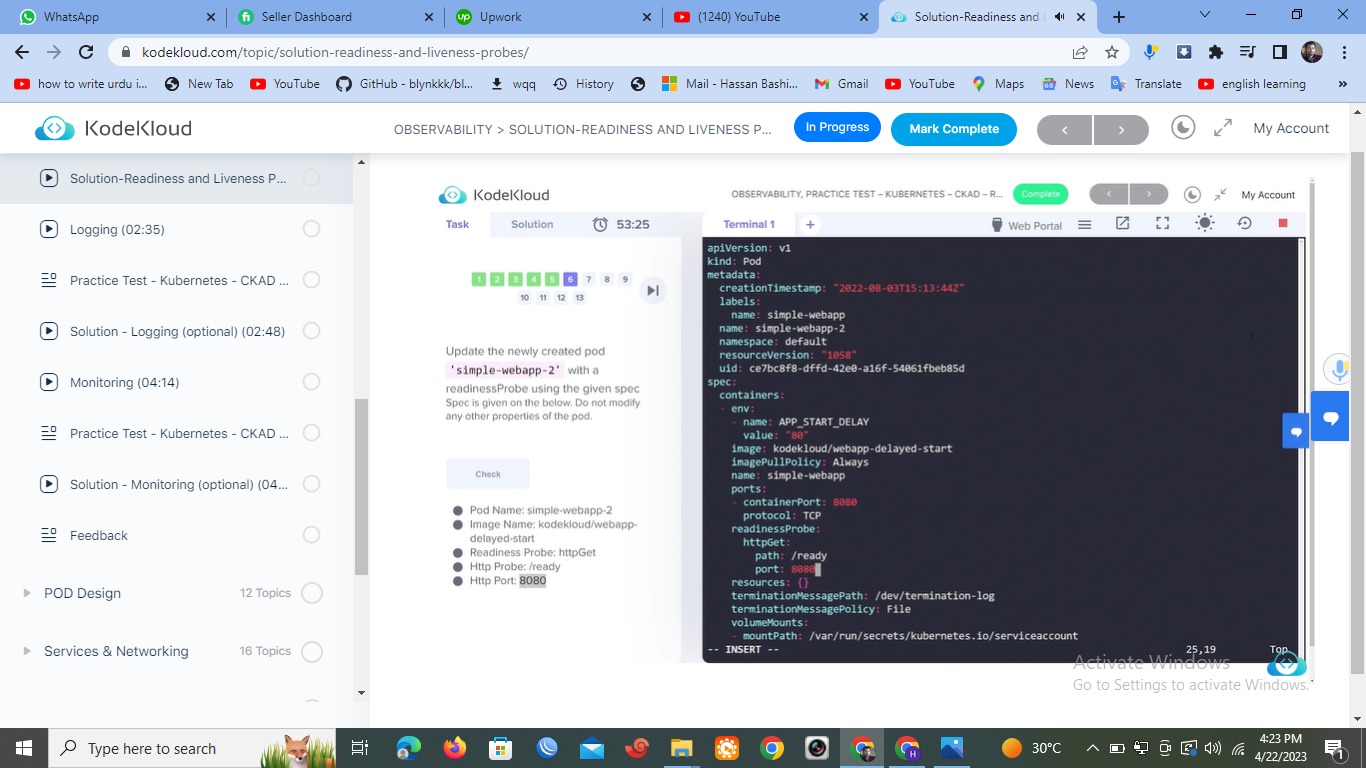 WhatsApp
Seller Dashboard
Upwork
(1240) YouTube
Solution-Readiness and
kodekloud.com/topic/solution-readiness-and-liveness-probes/
how to write urdu i...
New Tab
YouTube
GitHub - blynkkk/bl...
wqq
History
Mail - Hassan Bashi...
Gmail
YouTube
Maps
News
Translate
english learning
KodeKloud
OBSERVABILITY > SOLUTION-READINESS AND LIVENESS P...
In Progress
Mark Complete
My Account
Solution-Readiness and Liveness P...
Logging (02:35)
Practice Test - Kubernetes - CKAD ...
Solution - Logging (optional) (02:48)
Monitoring (04:14)
Practice Test - Kubernetes - CKAD ...
Solution - Monitoring (optional) (04...
Feedback
POD Design 12 Topics
Services & Networking 16 Topics
KodeKloud
OBSERVABILITY, PRACTICE TEST – KUBERNETES – CKAD – R...
Complete
My Account
Task
Solution
53:25
Terminal 1
+
Web Portal
1 2 3 4 5 6 7 8 9
10 11 12 13
Update the newly created pod
'simple-webapp-2' with a
readinessProbe using the given spec
Spec is given on the below. Do not modify
any other properties of the pod.
Check
Pod Name: simple-webapp-2
Image Name: kodekloud/webapp-
delayed-start
Readiness Probe: httpGet
Http Probe: /ready
Http Port: 8080
apiVersion: v1
kind: Pod
metadata:
creationTimestamp: "2022-08-03T15:13:44Z"
labels:
name: simple-webapp
name: simple-webapp-2
namespace: default
resourceVersion: "1058"
uid: ce7bc8f8-dffd-42e0-a16f-54061fbeb85d
spec:
containers:
- env:
- name: APP_START_DELAY
value: "80"
image: kodekloud/webapp-delayed-start
imagePullPolicy: Always
name: simple-webapp
ports:
- containerPort: 8080
protocol: TCP
readinessProbe:
httpGet:
path: /ready
port: 8080
resources: {}
terminationMessagePath: /dev/termination-log
terminationMessagePolicy: File
volumeMounts:
- mountPath: /var/run/secrets/kubernetes.io/serviceaccount
-- INSERT -- 25,19 Top
Activate Windows
Go to Settings to activate Windows.
Type here to search
30°C
4:23 PM
4/22/2023
1